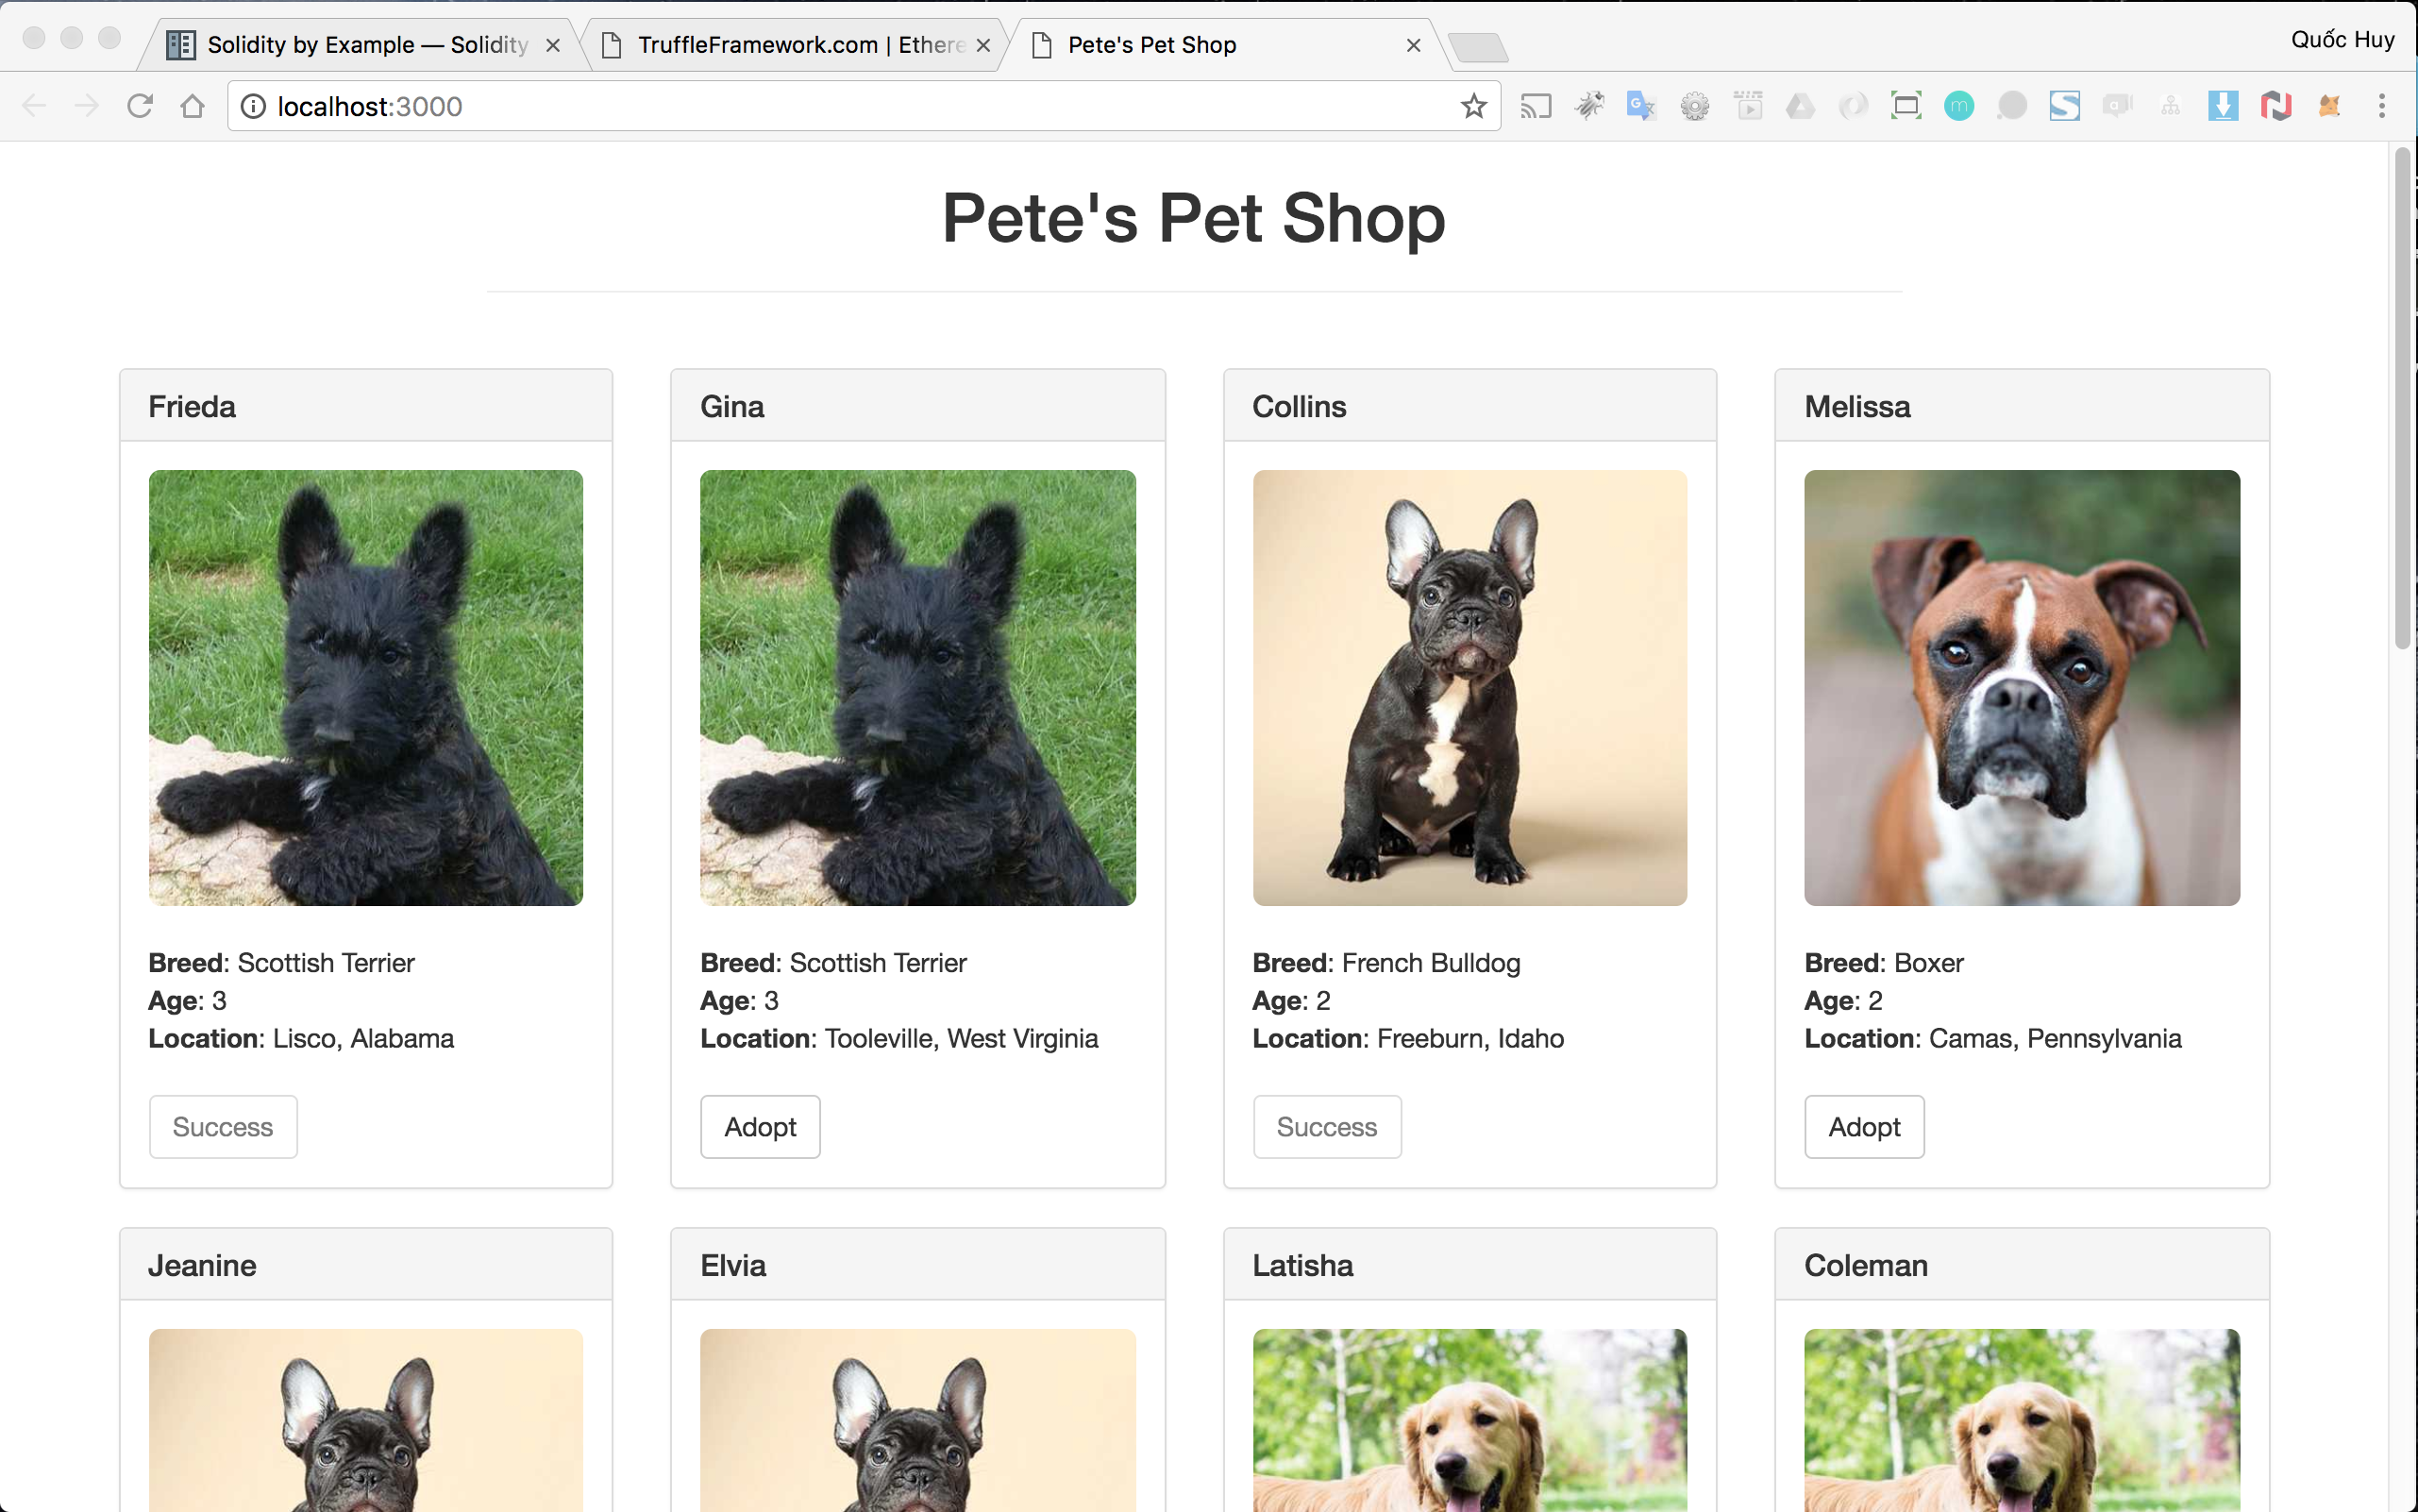 Solidity by Example — Solidity
TruffleFramework.com | Ethere
Pete's Pet Shop
Quốc Huy
localhost:3000
Pete's Pet Shop
Frieda
Breed: Scottish Terrier
Age: 3
Location: Lisco, Alabama
Success
Gina
Breed: Scottish Terrier
Age: 3
Location: Tooleville, West Virginia
Adopt
Collins
Breed: French Bulldog
Age: 2
Location: Freeburn, Idaho
Success
Melissa
Breed: Boxer
Age: 2
Location: Camas, Pennsylvania
Adopt
Jeanine
Elvia
Latisha
Coleman